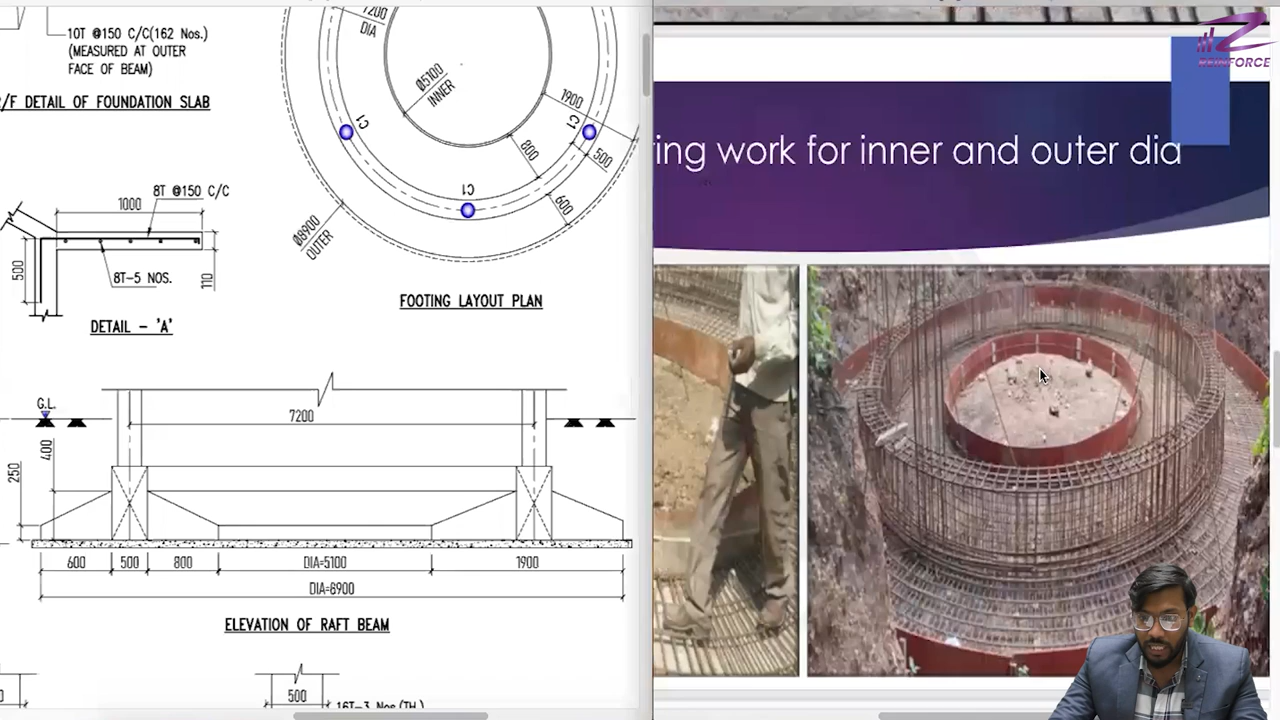 10T @150 C/C(162 Nos.)
(MEASURED AT OUTER
FACE OF BEAM)
/F DETAIL OF FOUNDATION SLAB
8T @150 C/C
1000
500
110
8T-5 NOS.
DETAIL - 'A'
7200
DIA
Ø5100
INNER
1900
C1
C1
500
800
C1
600
Ø8900
OUTER
FOOTING LAYOUT PLAN
G.L.
7200
400
250
600
500
800
DIA=5100
1900
DIA=8900
ELEVATION OF RAFT BEAM
500
16T-3 Nos.(TH.)
REINFORCE
ing work for inner and outer dia